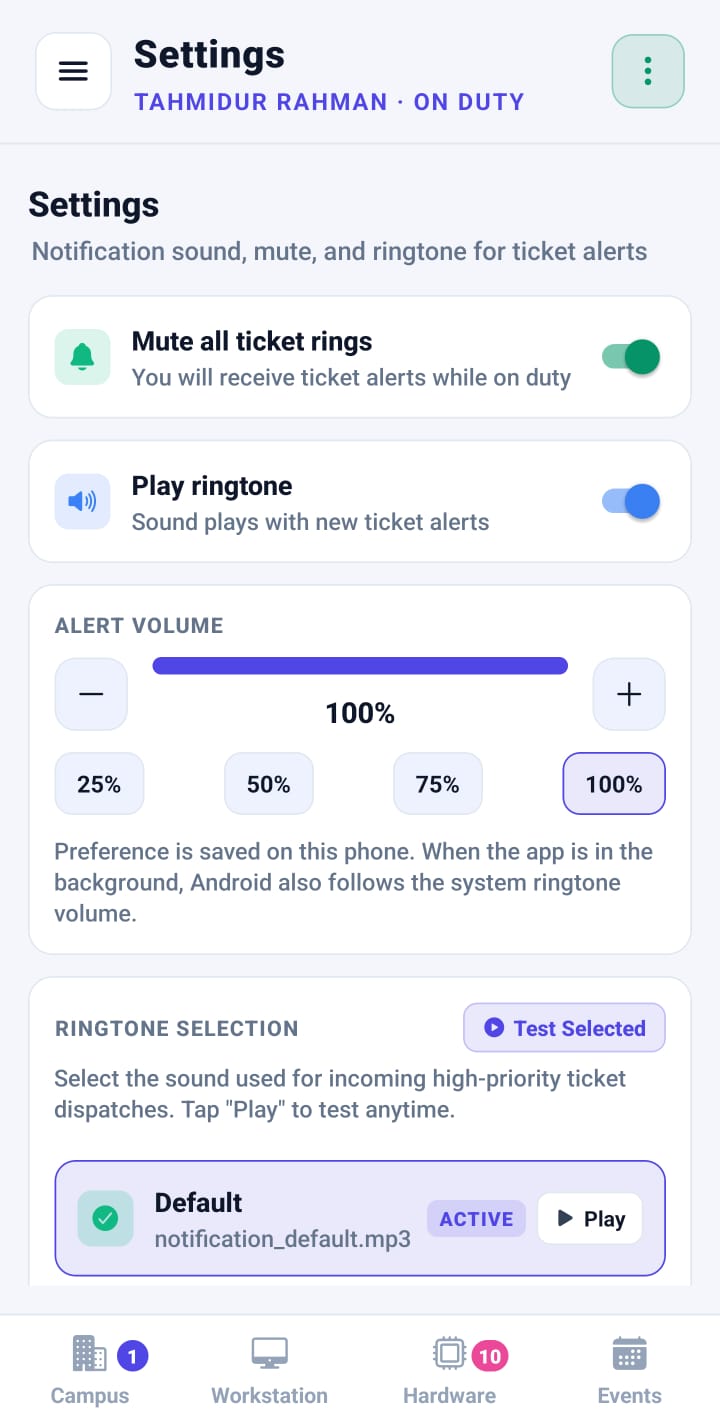 Settings
TAHMIDUR RAHMAN · ON DUTY
Settings
Notification sound, mute, and ringtone for ticket alerts
Mute all ticket rings
You will receive ticket alerts while on duty
Play ringtone
Sound plays with new ticket alerts
ALERT VOLUME
100%
25% 50% 75% 100%
Preference is saved on this phone. When the app is in the
background, Android also follows the system ringtone
volume.
RINGTONE SELECTION
Test Selected
Select the sound used for incoming high-priority ticket
dispatches. Tap "Play" to test anytime.
Default
notification_default.mp3
ACTIVE
Play
1
10
Campus Workstation Hardware Events